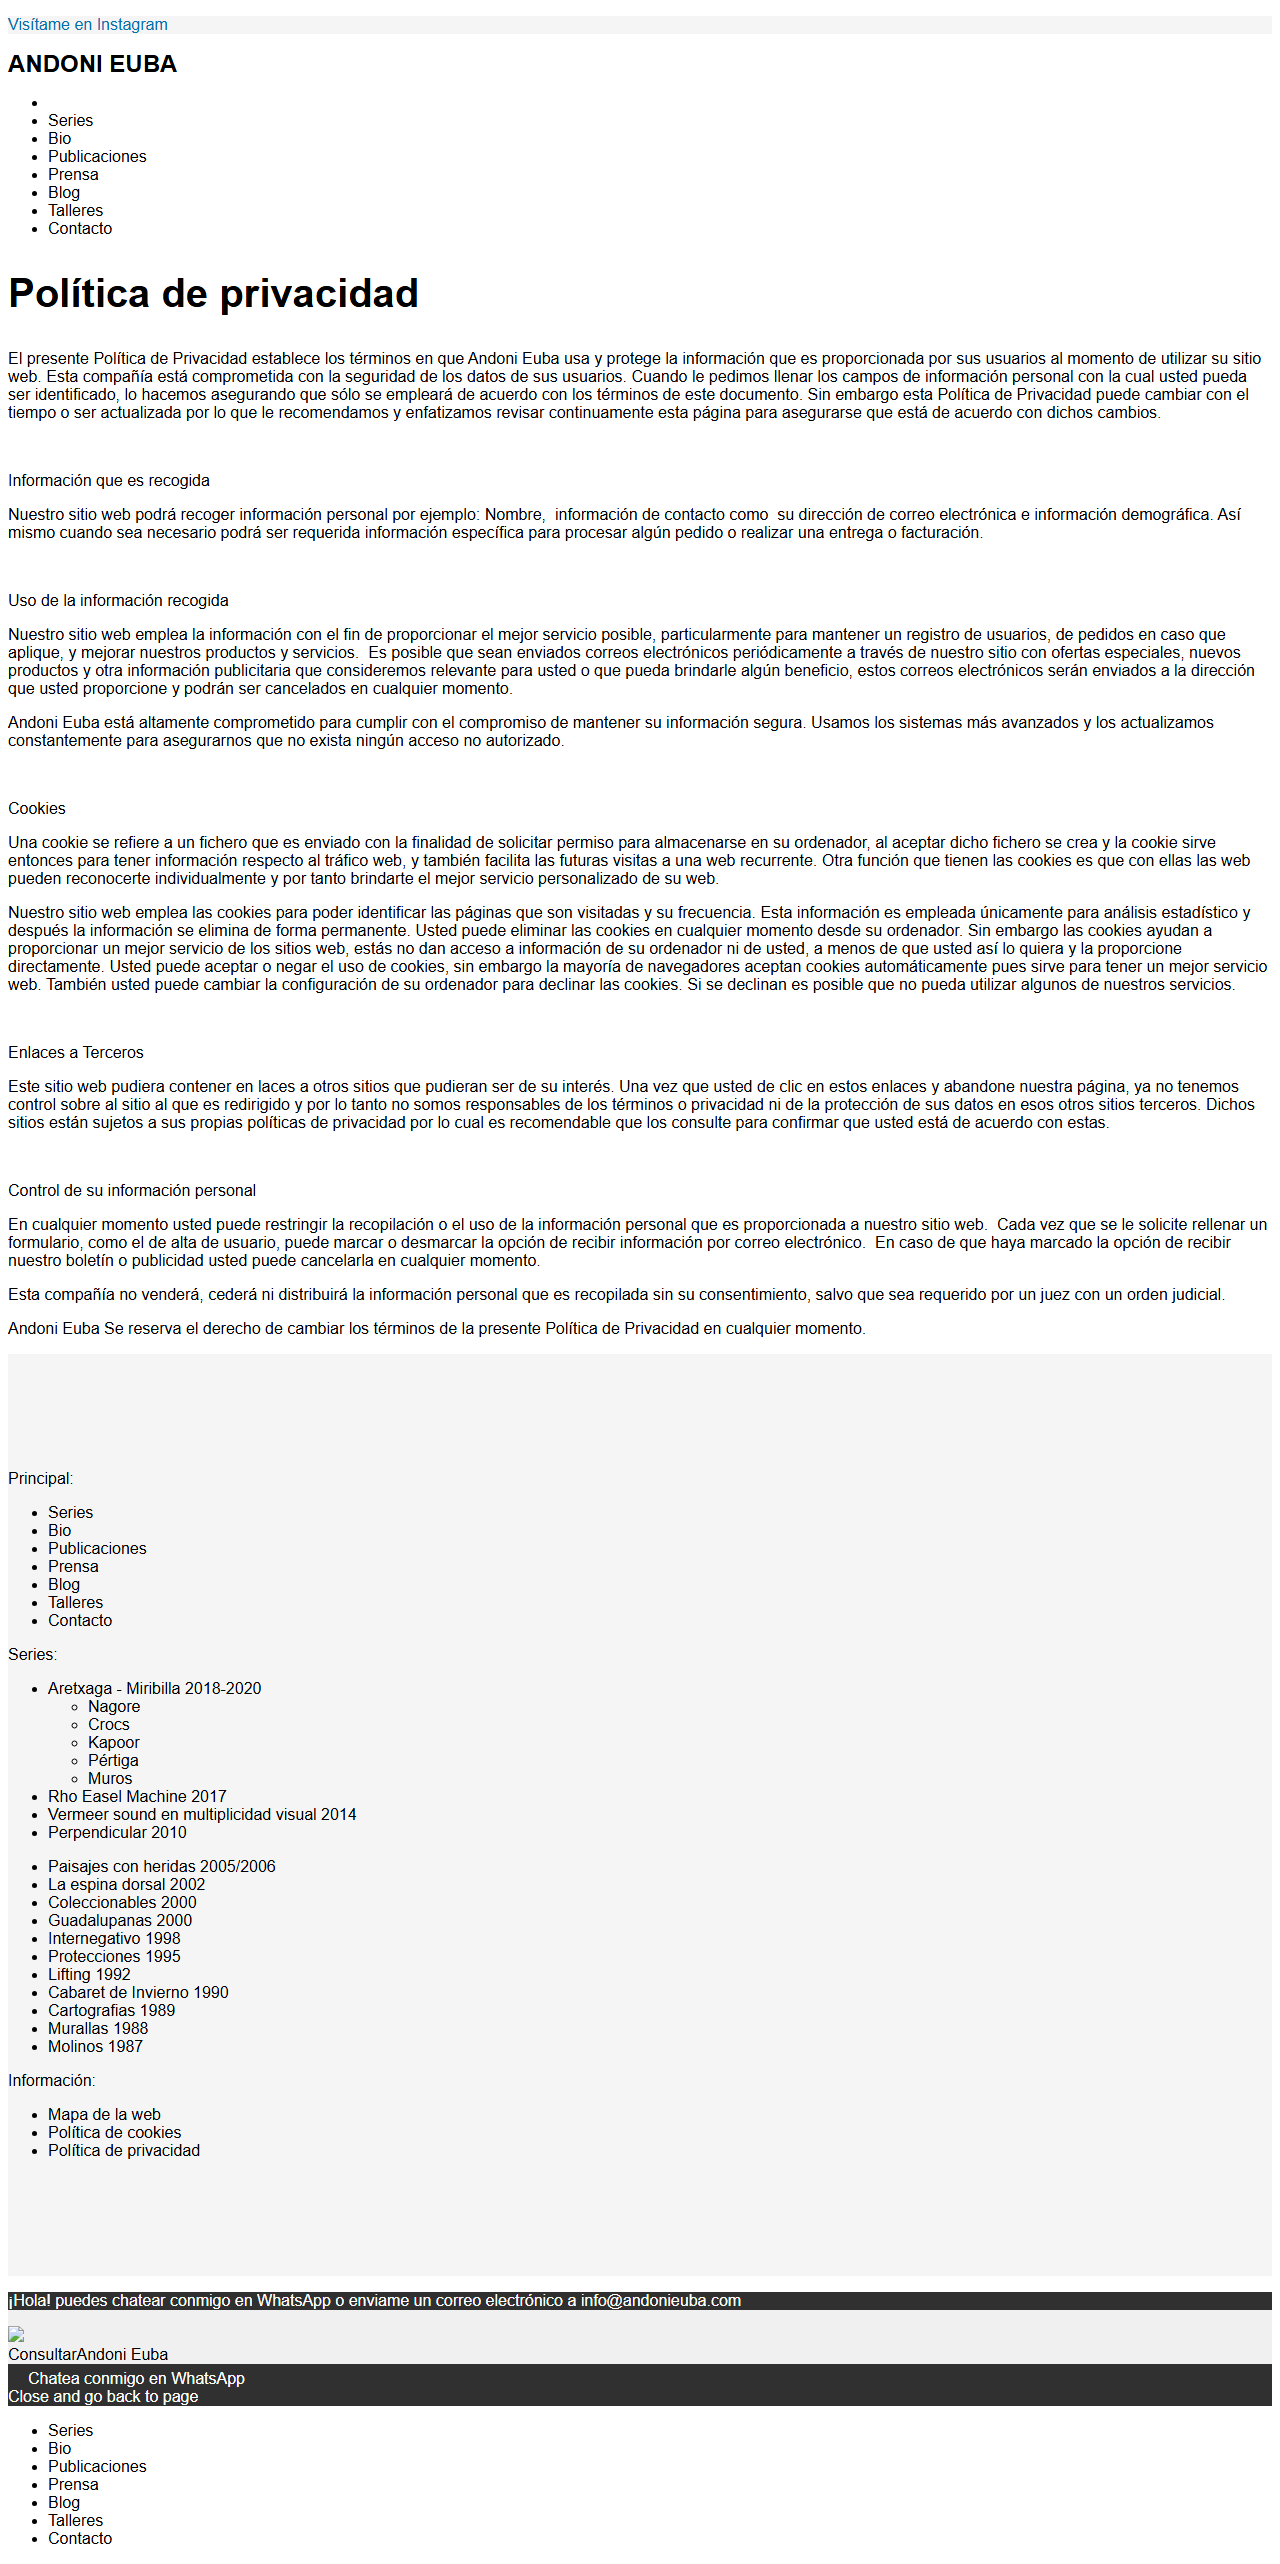 Visítame en Instagram
ANDONI EUBA
Series
Bio
Publicaciones
Prensa
Blog
Talleres
Contacto
Política de privacidad
El presente Política de Privacidad establece los términos en que Andoni Euba usa y protege la información que es proporcionada por sus usuarios al momento de utilizar su sitio
web. Esta compañía está comprometida con la seguridad de los datos de sus usuarios. Cuando le pedimos llenar los campos de información personal con la cual usted pueda
ser identificado, lo hacemos asegurando que sólo se empleará de acuerdo con los términos de este documento. Sin embargo esta Política de Privacidad puede cambiar con el
tiempo o ser actualizada por lo que le recomendamos y enfatizamos revisar continuamente esta página para asegurarse que está de acuerdo con dichos cambios.
Información que es recogida
Nuestro sitio web podrá recoger información personal por ejemplo: Nombre,  información de contacto como  su dirección de correo electrónica e información demográfica. Así
mismo cuando sea necesario podrá ser requerida información específica para procesar algún pedido o realizar una entrega o facturación.
Uso de la información recogida
Nuestro sitio web emplea la información con el fin de proporcionar el mejor servicio posible, particularmente para mantener un registro de usuarios, de pedidos en caso que
aplique, y mejorar nuestros productos y servicios.  Es posible que sean enviados correos electrónicos periódicamente a través de nuestro sitio con ofertas especiales, nuevos
productos y otra información publicitaria que consideremos relevante para usted o que pueda brindarle algún beneficio, estos correos electrónicos serán enviados a la dirección
que usted proporcione y podrán ser cancelados en cualquier momento.
Andoni Euba está altamente comprometido para cumplir con el compromiso de mantener su información segura. Usamos los sistemas más avanzados y los actualizamos
constantemente para asegurarnos que no exista ningún acceso no autorizado.
Cookies
Una cookie se refiere a un fichero que es enviado con la finalidad de solicitar permiso para almacenarse en su ordenador, al aceptar dicho fichero se crea y la cookie sirve
entonces para tener información respecto al tráfico web, y también facilita las futuras visitas a una web recurrente. Otra función que tienen las cookies es que con ellas las web
pueden reconocerte individualmente y por tanto brindarte el mejor servicio personalizado de su web.
Nuestro sitio web emplea las cookies para poder identificar las páginas que son visitadas y su frecuencia. Esta información es empleada únicamente para análisis estadístico y
después la información se elimina de forma permanente. Usted puede eliminar las cookies en cualquier momento desde su ordenador. Sin embargo las cookies ayudan a
proporcionar un mejor servicio de los sitios web, estás no dan acceso a información de su ordenador ni de usted, a menos de que usted así lo quiera y la proporcione
directamente. Usted puede aceptar o negar el uso de cookies, sin embargo la mayoría de navegadores aceptan cookies automáticamente pues sirve para tener un mejor servicio
web. También usted puede cambiar la configuración de su ordenador para declinar las cookies. Si se declinan es posible que no pueda utilizar algunos de nuestros servicios.
Enlaces a Terceros
Este sitio web pudiera contener en laces a otros sitios que pudieran ser de su interés. Una vez que usted de clic en estos enlaces y abandone nuestra página, ya no tenemos
control sobre al sitio al que es redirigido y por lo tanto no somos responsables de los términos o privacidad ni de la protección de sus datos en esos otros sitios terceros. Dichos
sitios están sujetos a sus propias políticas de privacidad por lo cual es recomendable que los consulte para confirmar que usted está de acuerdo con estas.
Control de su información personal
En cualquier momento usted puede restringir la recopilación o el uso de la información personal que es proporcionada a nuestro sitio web.  Cada vez que se le solicite rellenar un
formulario, como el de alta de usuario, puede marcar o desmarcar la opción de recibir información por correo electrónico.  En caso de que haya marcado la opción de recibir
nuestro boletín o publicidad usted puede cancelarla en cualquier momento.
Esta compañía no venderá, cederá ni distribuirá la información personal que es recopilada sin su consentimiento, salvo que sea requerido por un juez con un orden judicial.
Andoni Euba Se reserva el derecho de cambiar los términos de la presente Política de Privacidad en cualquier momento.
Principal:
Series
Bio
Publicaciones
Prensa
Blog
Talleres
Contacto
Series:
Aretxaga - Miribilla 2018-2020
Nagore
Crocs
Kapoor
Pértiga
Muros
Rho Easel Machine 2017
Vermeer sound en multiplicidad visual 2014
Perpendicular 2010
Paisajes con heridas 2005/2006
La espina dorsal 2002
Coleccionables 2000
Guadalupanas 2000
Internegativo 1998
Protecciones 1995
Lifting 1992
Cabaret de Invierno 1990
Cartografias 1989
Murallas 1988
Molinos 1987
Información:
Mapa de la web
Política de cookies
Política de privacidad
¡Hola! puedes chatear conmigo en WhatsApp o enviame un correo electrónico a info@andonieuba.com
ConsultarAndoni Euba
Chatea conmigo en WhatsApp
Close and go back to page
Series
Bio
Publicaciones
Prensa
Blog
Talleres
Contacto